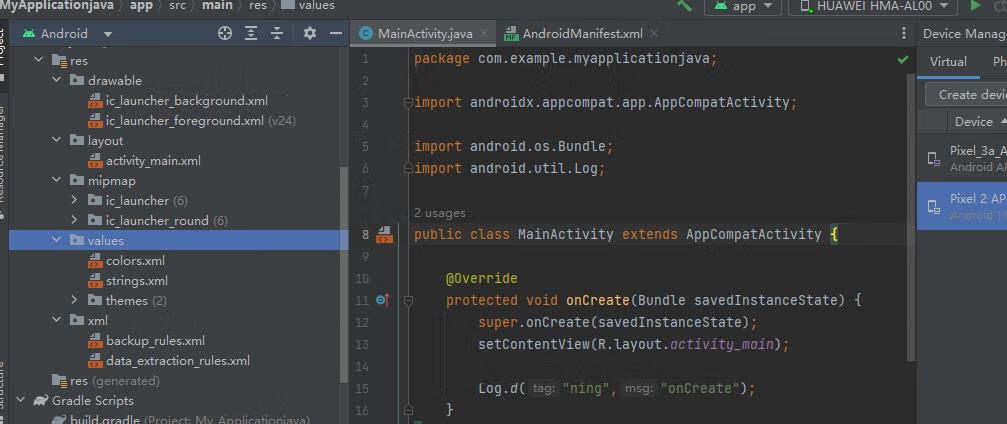 MyApplicationjava app src main res values
app HUAWEI HMA-AL00
Project
Android
MainActivity.java AndroidManifest.xml
Device Manag
res
drawable
ic_launcher_background.xml
ic_launcher_foreground.xml (v24)
layout
activity_main.xml
mipmap
ic_launcher (6)
ic_launcher_round (6)
values
colors.xml
strings.xml
themes (2)
xml
backup_rules.xml
data_extraction_rules.xml
res (generated)
Gradle Scripts
build.gradle (Project: My Applicationjava)
Resource Manager
Structure
1 package com.example.myapplicationjava;
2
3 import androidx.appcompat.app.AppCompatActivity;
4
5 import android.os.Bundle;
6 import android.util.Log;
7
2 usages
8 public class MainActivity extends AppCompatActivity {
9
10 @Override
11 protected void onCreate(Bundle savedInstanceState) {
12 super.onCreate(savedInstanceState);
13 setContentView(R.layout.activity_main);
14
15 Log.d( tag: "ning", msg: "onCreate");
16 }
Virtual Ph
Create devi
Device
Pixel_3a_A
Android AP
Pixel 2 AP
Android 11